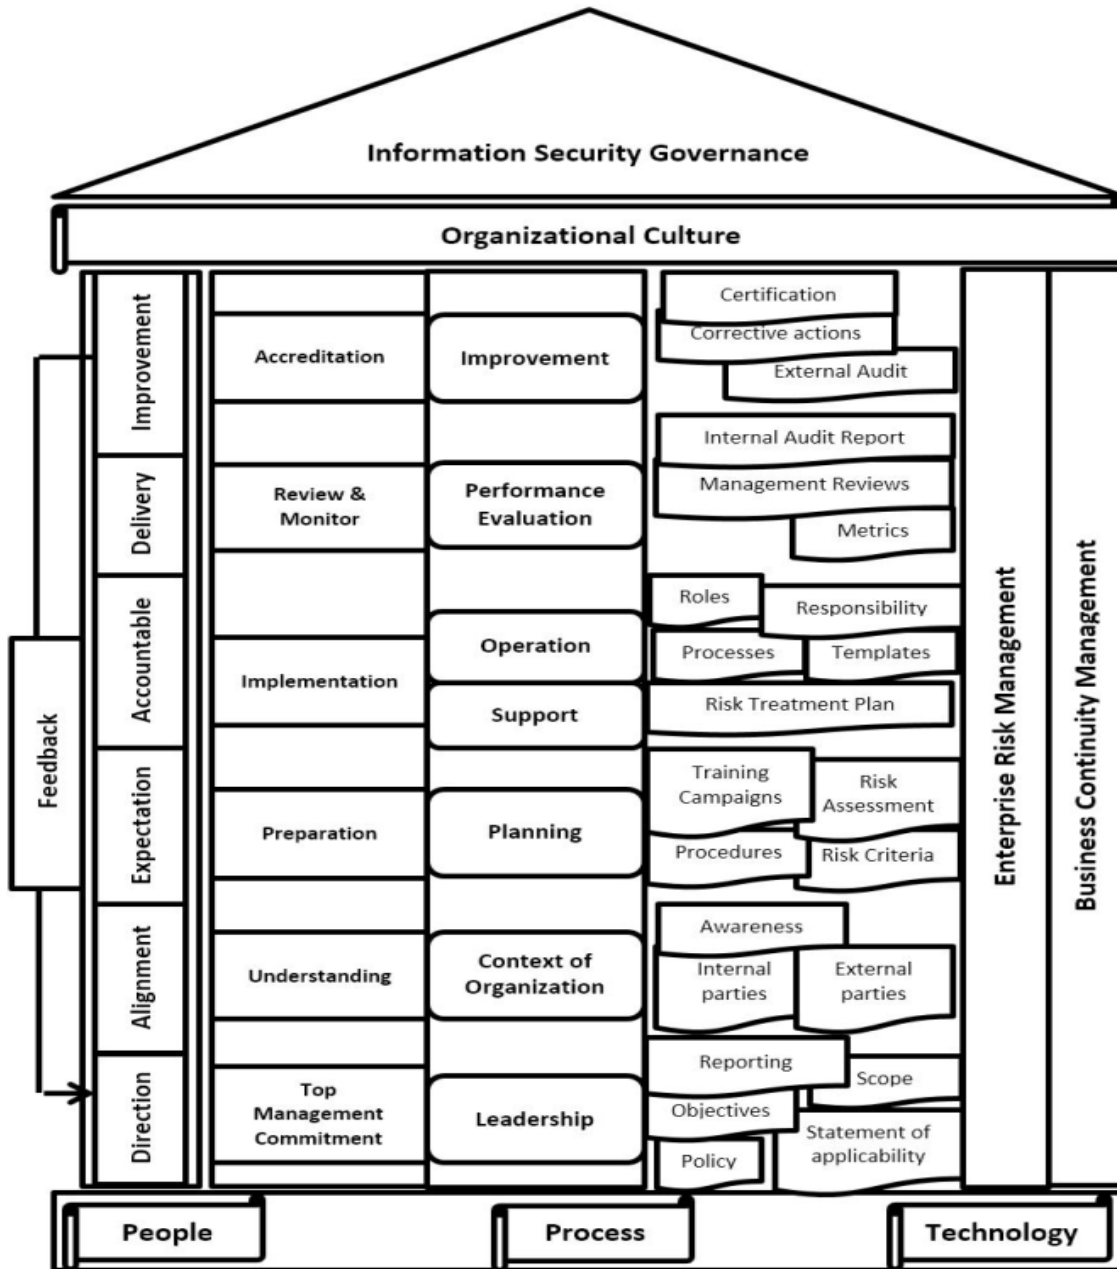 Information Security Governance
Organizational Culture
Improvement
Delivery
Accountable
Expectation
Alignment
Direction
Feedback
Accreditation
Review &
Monitor
Implementation
Preparation
Understanding
Top
Management
Commitment
Improvement
Performance
Evaluation
Operation
Support
Planning
Context of
Organization
Leadership
Certification
Corrective actions
External Audit
Internal Audit Report
Management Reviews
Metrics
Roles
Responsibility
Processes
Templates
Risk Treatment Plan
Training
Campaigns
Risk
Assessment
Procedures
Risk Criteria
Awareness
Internal
parties
External
parties
Reporting
Scope
Objectives
Statement of
applicability
Policy
Enterprise Risk Management
Business Continuity Management
People
Process
Technology